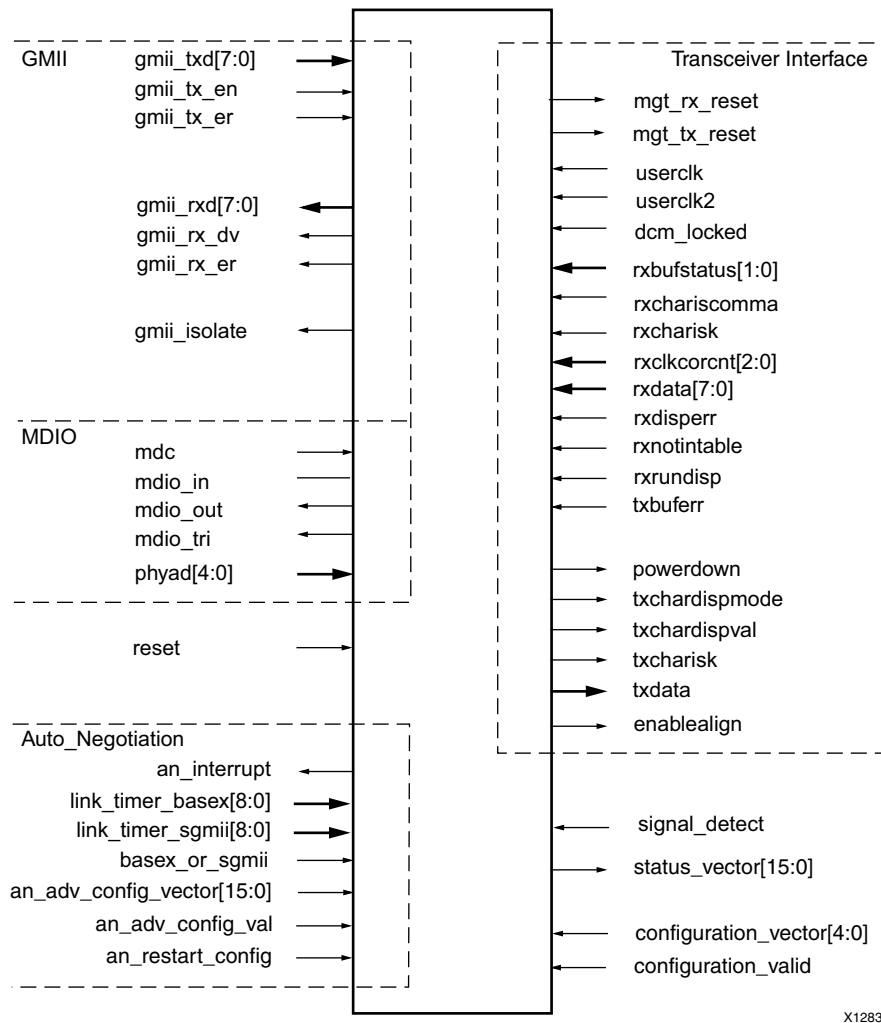 GMII
gmii_txd[7:0]
gmii_tx_en
gmii_tx_er
gmii_rxd[7:0]
gmii_rx_dv
gmii_rx_er
gmii_isolate
MDIO
mdc
mdio_in
mdio_out
mdio_tri
phyad[4:0]
reset
Auto_Negotiation
an_interrupt
link_timer_basex[8:0]
link_timer_sgmii[8:0]
basex_or_sgmii
an_adv_config_vector[15:0]
an_adv_config_val
an_restart_config
Transceiver Interface
mgt_rx_reset
mgt_tx_reset
userclk
userclk2
dcm_locked
rxbufstatus[1:0]
rxchariscomma
rxcharisk
rxclkcorcnt[2:0]
rxdata[7:0]
rxdisperr
rxnotintable
rxrundisp
txbuferr
powerdown
txchardispmode
txchardispval
txcharisk
txdata
enablealign
signal_detect
status_vector[15:0]
configuration_vector[4:0]
configuration_valid
X1283